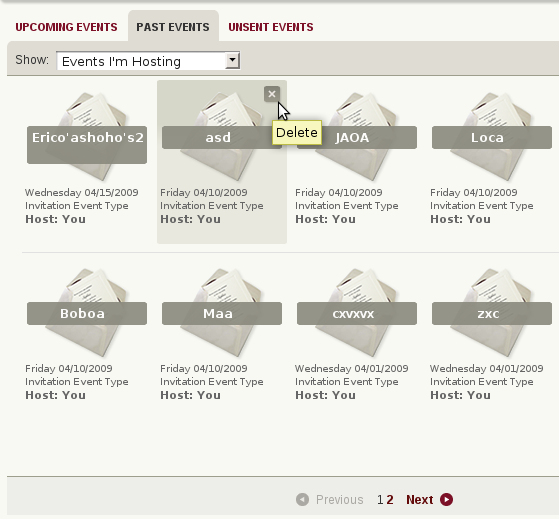 UPCOMING EVENTS PAST EVENTS UNSENT EVENTS
Show: Events I'm Hosting
Erico'ashoho's2 asd JAOA Loca
Delete
Wednesday 04/15/2009 Friday 04/10/2009 Friday 04/10/2009 Friday 04/10/2009
Invitation Event Type Invitation Event Type Invitation Event Type Invitation Event Type
Host: You Host: You Host: You Host: You
Boboa Maa cxvxvx zxc
Friday 04/10/2009 Friday 04/10/2009 Wednesday 04/01/2009 Wednesday 04/01/2009
Invitation Event Type Invitation Event Type Invitation Event Type Invitation Event Type
Host: You Host: You Host: You Host: You
Previous 1 2 Next